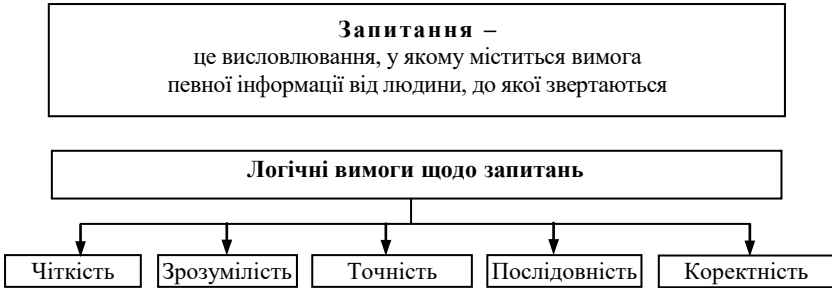 Запитання –
це висловлювання, у якому міститься вимога
певної інформації від людини, до якої звертаються
Логічні вимоги щодо запитань
Чіткість Зрозумілість Точність Послідовність Коректність